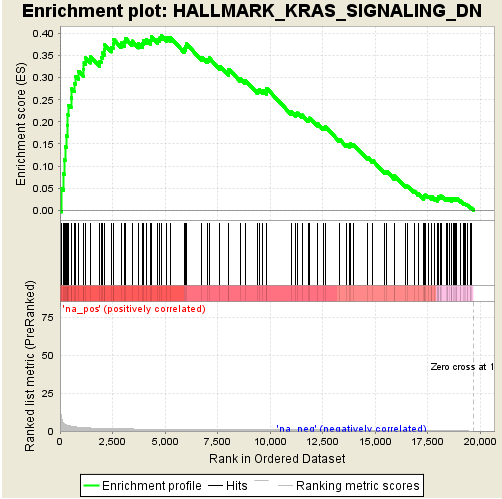 Enrichment plot: HALLMARK_KRAS_SIGNALING_DN
Enrichment score (ES)
0.40
0.35
0.30
0.25
0.20
0.15
0.10
0.05
0.00
'na_pos' (positively correlated)
Ranked list metric (PreRanked)
75
50
25
0
Zero cross at 1
'na_neg' (negatively correlated)
0 2,500 5,000 7,500 10,000 12,500 15,000 17,500 20,000
Rank in Ordered Dataset
Enrichment profile Hits Ranking metric scores